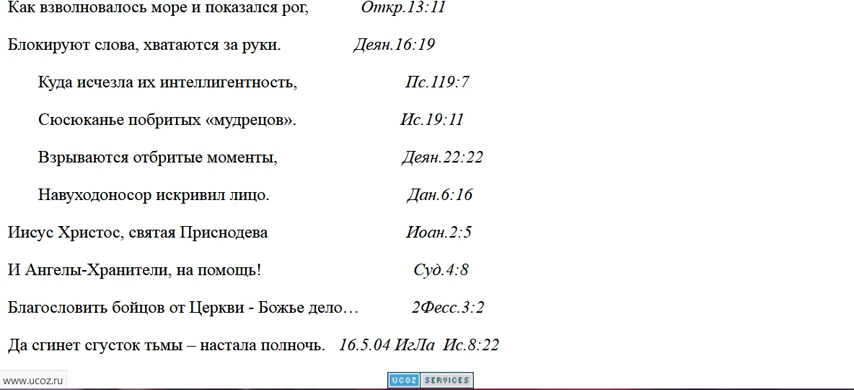 Как взволновалось море и показался рог, Откр.13:11
Блокируют слова, хватаются за руки. Деян.16:19
Куда исчезла их интеллигентность, Пс.119:7
Сюсюканье побритых «мудрецов». Ис.19:11
Взрываются отбритые моменты, Деян.22:22
Навуходоносор искривил лицо. Дан.6:16
Иисус Христос, святая Приснодева Иоан.2:5
И Ангелы-Хранители, на помощь! Суд.4:8
Благословить бойцов от Церкви - Божье дело… 2Фесс.3:2
Да сгинет сгусток тьмы – настала полночь. 16.5.04 ИгЛа Ис.8:22
www.ucoz.ru
UCOZ SERVICES